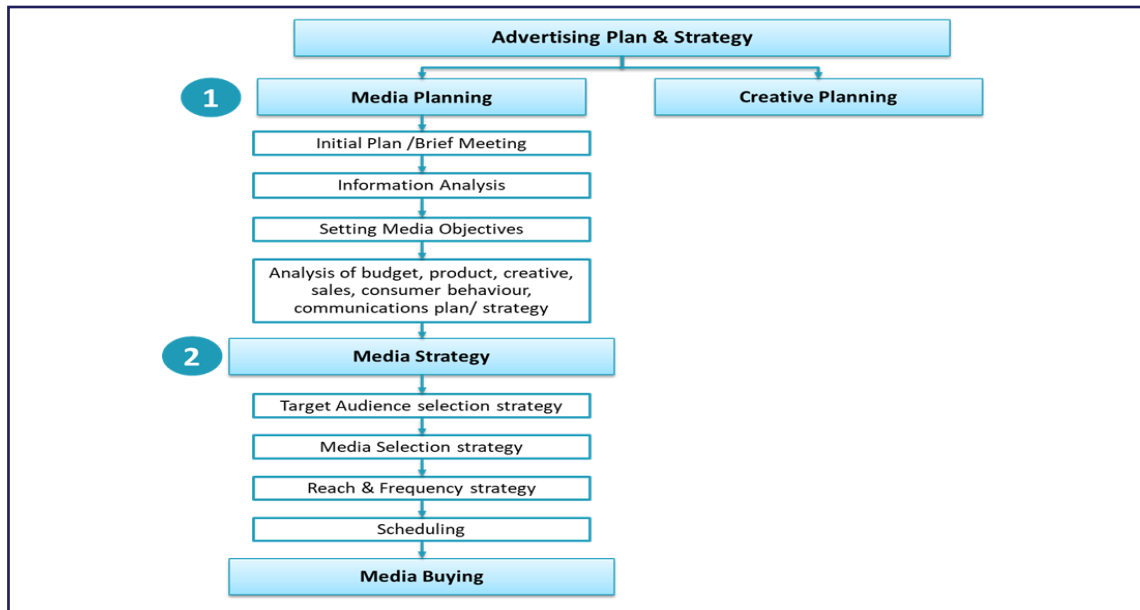 Advertising Plan & Strategy
1
Media Planning
Creative Planning
Initial Plan /Brief Meeting
Information Analysis
Setting Media Objectives
Analysis of budget, product, creative,
sales, consumer behaviour,
communications plan/ strategy
2
Media Strategy
Target Audience selection strategy
Media Selection strategy
Reach & Frequency strategy
Scheduling
Media Buying